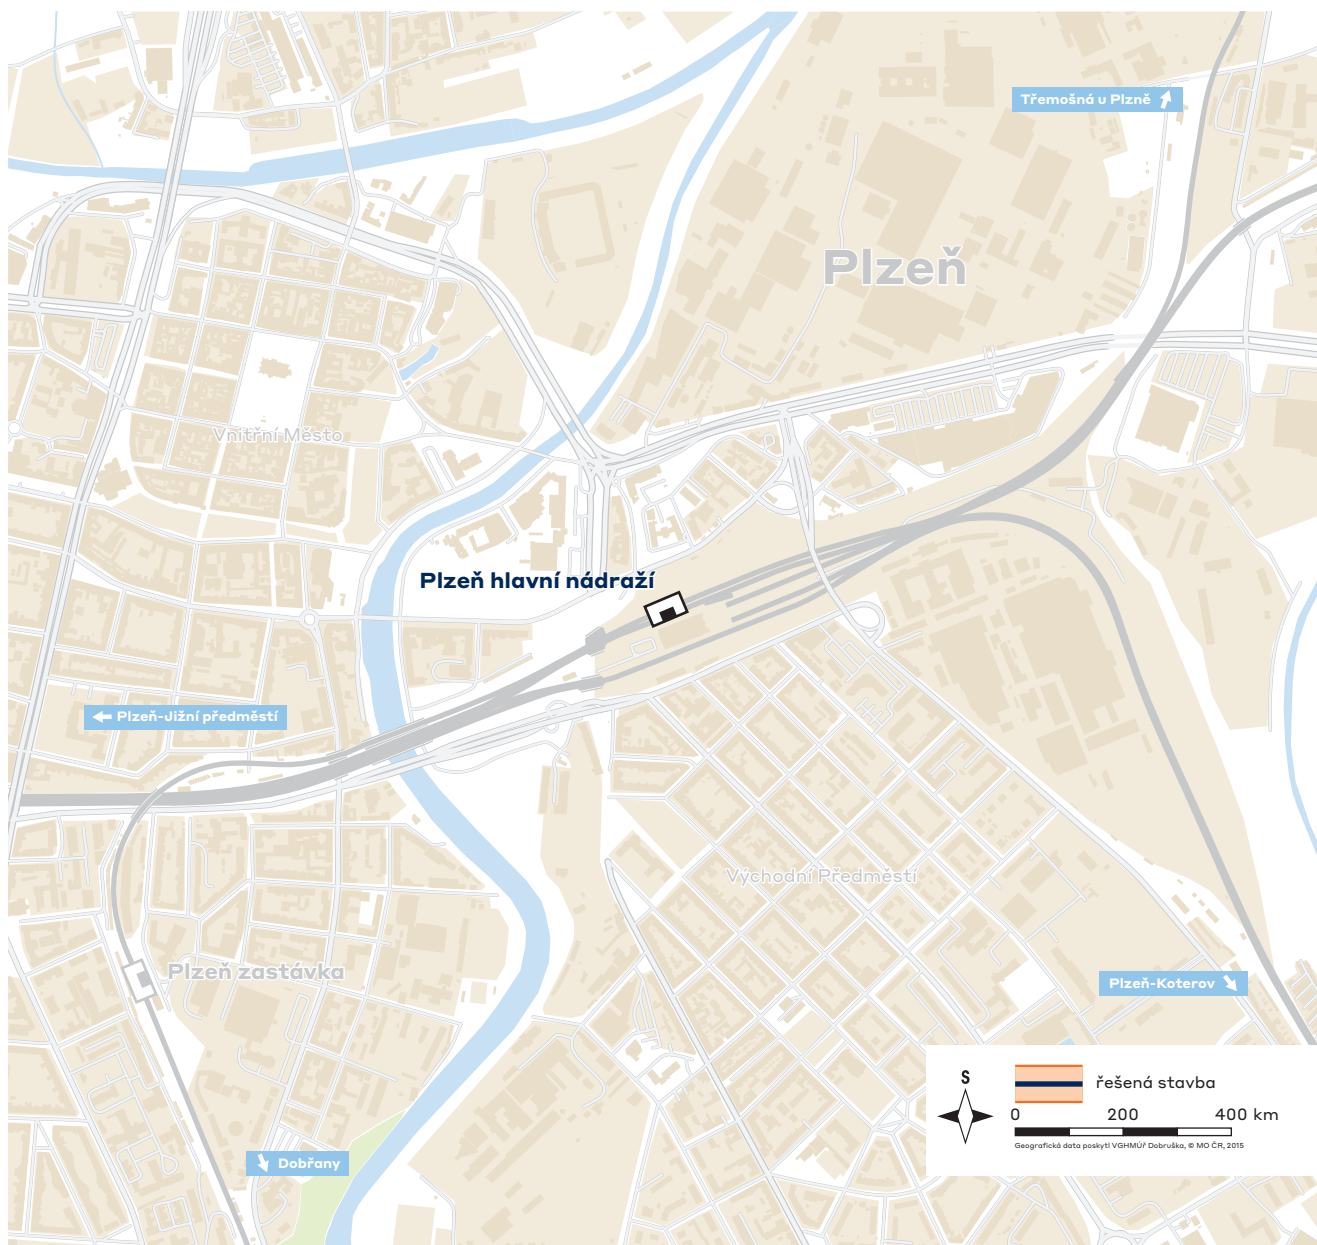 Třemošná u Plzně
Plzeň
Vnitřní Město
Plzeň hlavní nádraží
Plzeň-Jižní předměstí
Východní Předměstí
Plzeň zastávka
Plzeň-Koterov
S
řešená stavba
0 200 400 km
Geografická data poskytl VGHMÚř Dobruška, © MO ČR, 2015
Dobřany